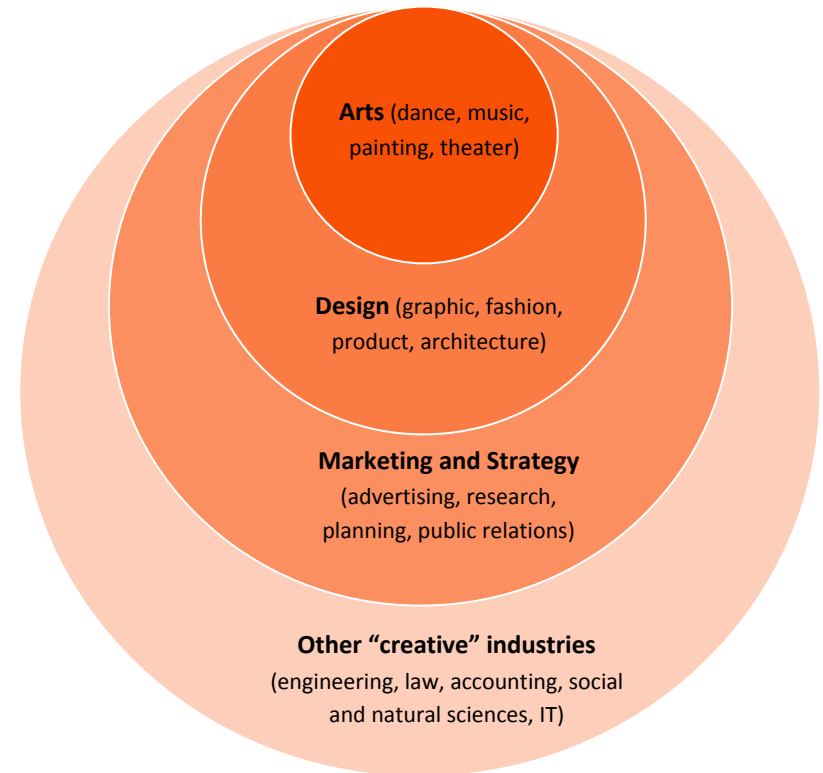 Arts (dance, music,
painting, theater)
Design (graphic, fashion,
product, architecture)
Marketing and Strategy
(advertising, research,
planning, public relations)
Other “creative” industries
(engineering, law, accounting, social
and natural sciences, IT)